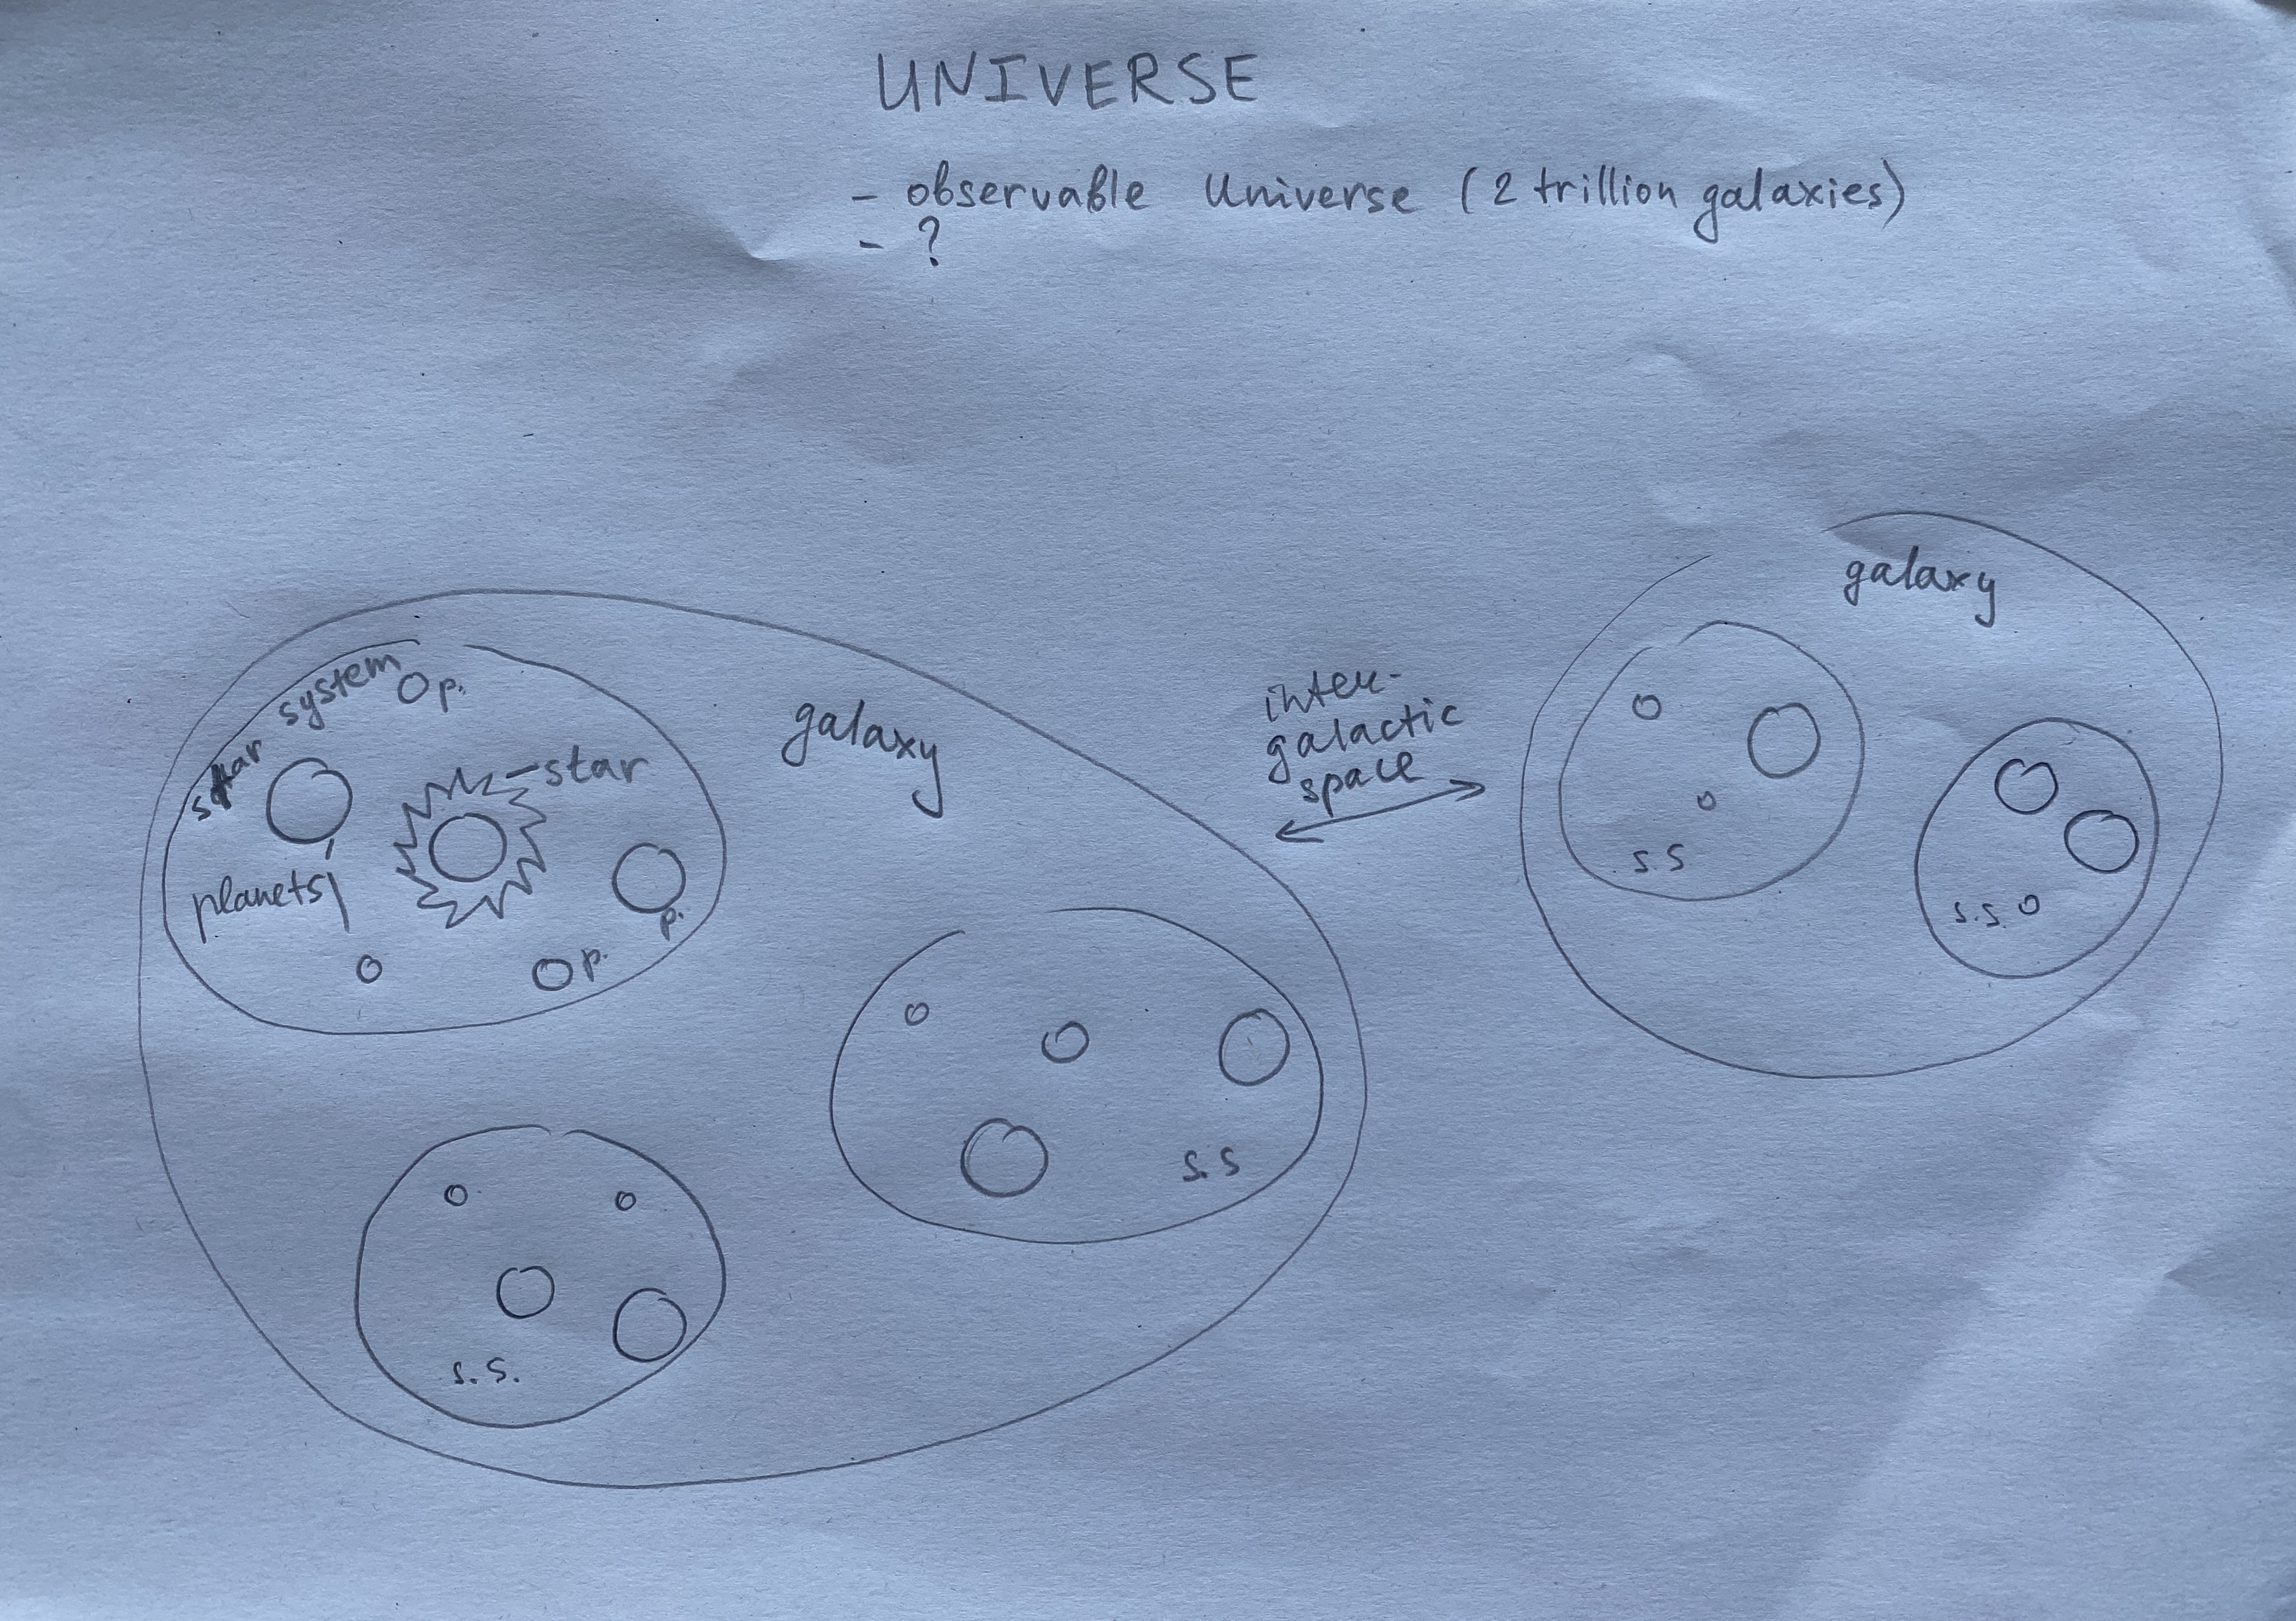 UNIVERSE
- observable Universe (2 trillion galaxies)
- ?
galaxy
star system
p.
star
planets
p.
p.
galaxy
inter-
galactic
space
s.s
s.s.
s.s
s.s.